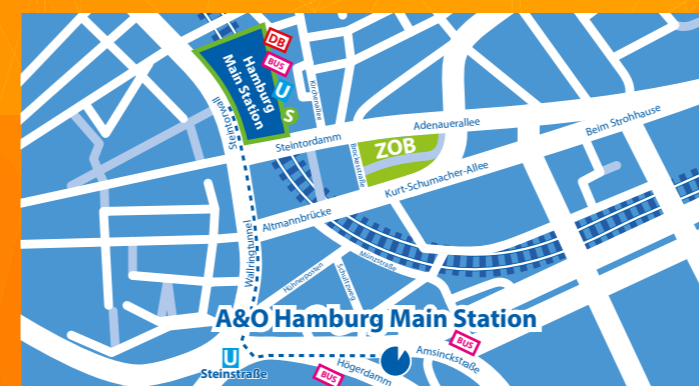 DB
BUS
U
S
Hamburg
Main Station
Kirchenallee
Steintorwall
Steintordamm
Adenauerallee
Beim Strohhause
ZOB
Brockesstraße
Kurt-Schumacher-Allee
Altmannbrücke
Wallringtunnel
Münzstraße
Hühnerposten
Schultzweg
A&O Hamburg Main Station
BUS
U
Steinstraße
Amsinckstraße
Högerdamm
BUS